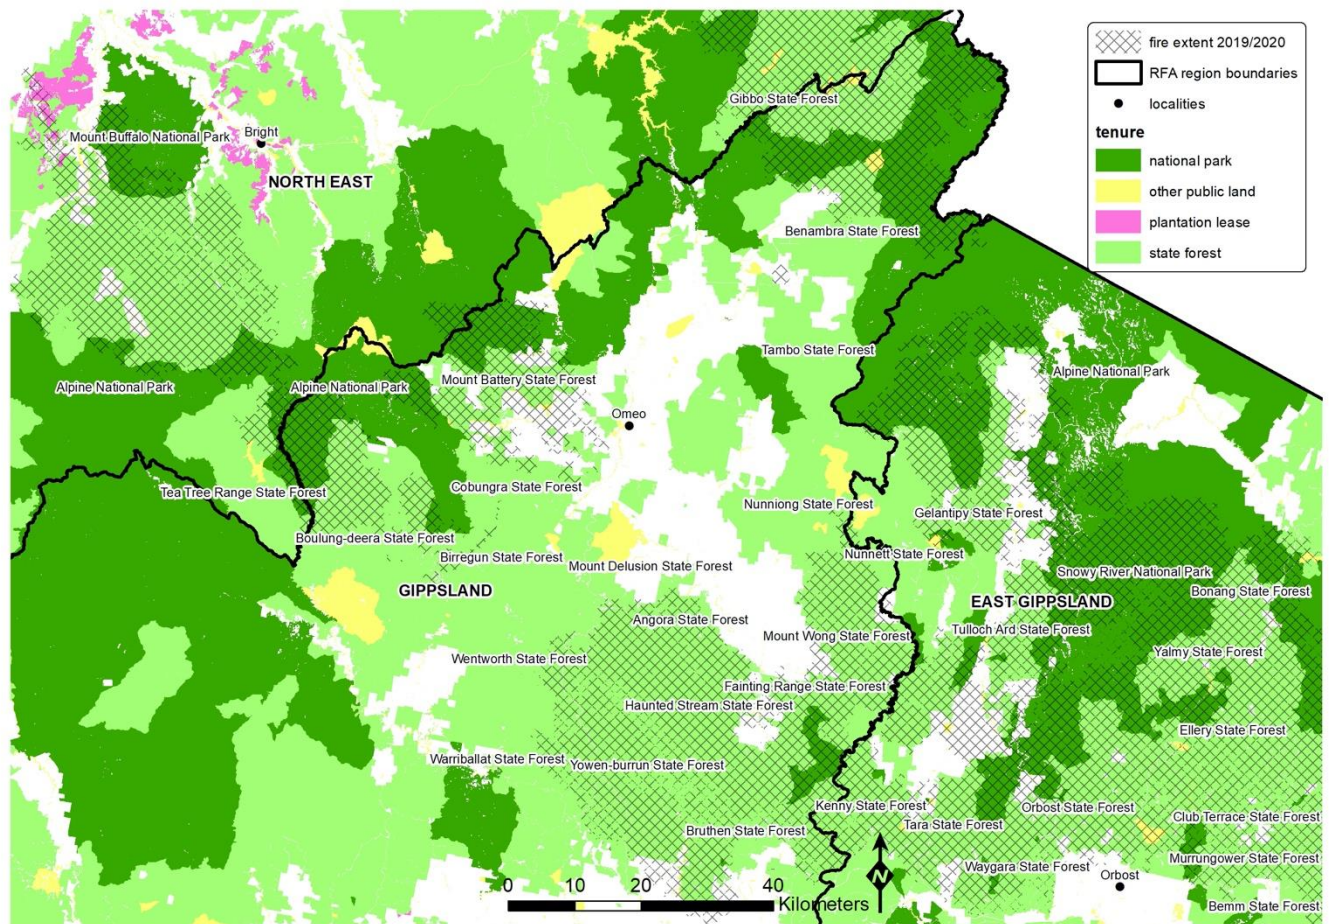 fire extent 2019/2020
RFA region boundaries
localities
tenure
national park
other public land
plantation lease
state forest
Gibbo State Forest
Mount Buffalo National Park
Bright
NORTH EAST
Benambra State Forest
Tambo State Forest
Alpine National Park
Alpine National Park
Alpine National Park
Mount Battery State Forest
Omeo
Cobungra State Forest
Tea Tree Range State Forest
Nunniong State Forest
Gelantipy State Forest
Boulung-deera State Forest
Birregun State Forest
Mount Delusion State Forest
Nunnett State Forest
Snowy River National Park
GIPPSLAND
Bonang State Forest
EAST GIPPSLAND
Angora State Forest
Mount Wong State Forest
Tulloch Ard State Forest
Yalmy State Forest
Wentworth State Forest
Fainting Range State Forest
Haunted Stream State Forest
Ellery State Forest
Warriballat State Forest
Yowen-burrun State Forest
Kenny State Forest
Orbost State Forest
Club Terrace State Forest
Tara State Forest
Bruthen State Forest
Murrungower State Forest
Waygara State Forest
Orbost
Bemm State Forest
0 10 20 40
Kilometers
N